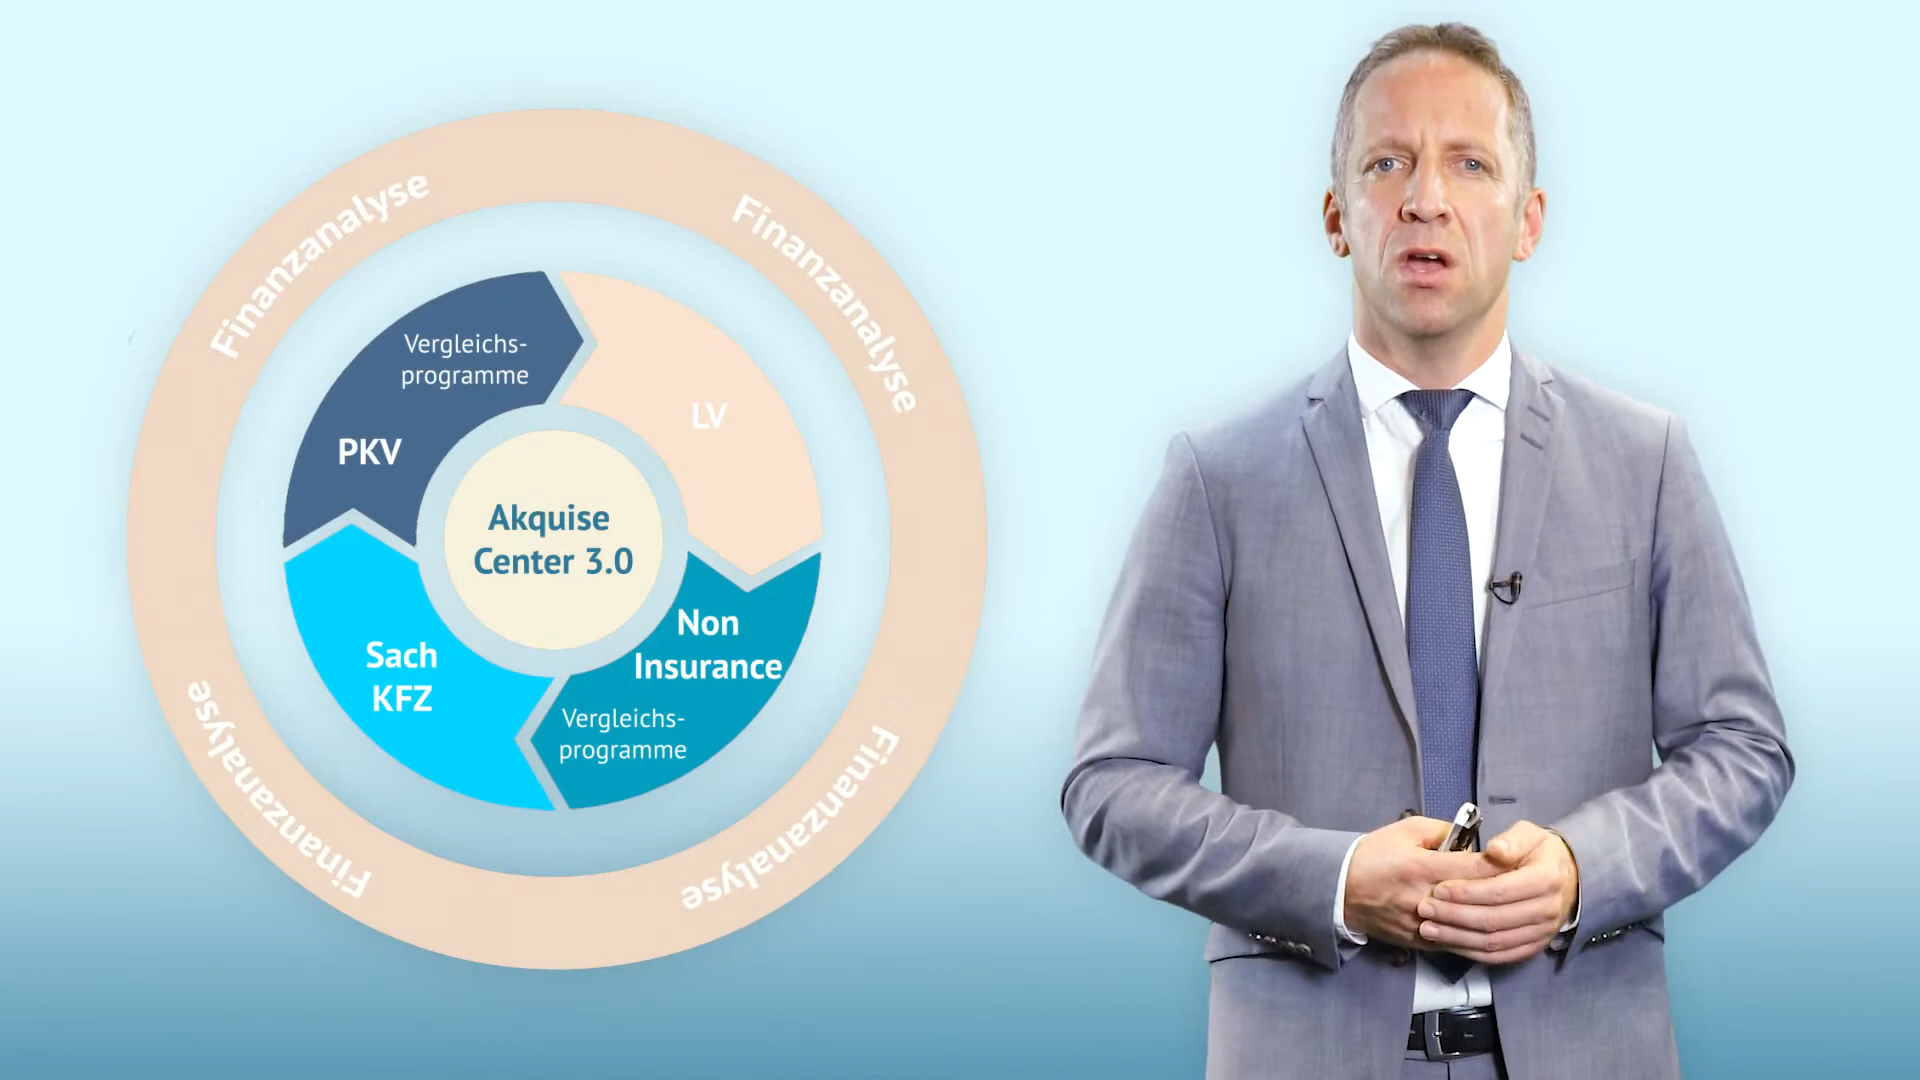 Finanzanalyse
Finanzanalyse
Vergleichs-
programme
PKV
LV
Akquise
Center 3.0
Non
Insurance
Sach
KFZ
Vergleichs-
programme
Finanzanalyse
Finanzanalyse